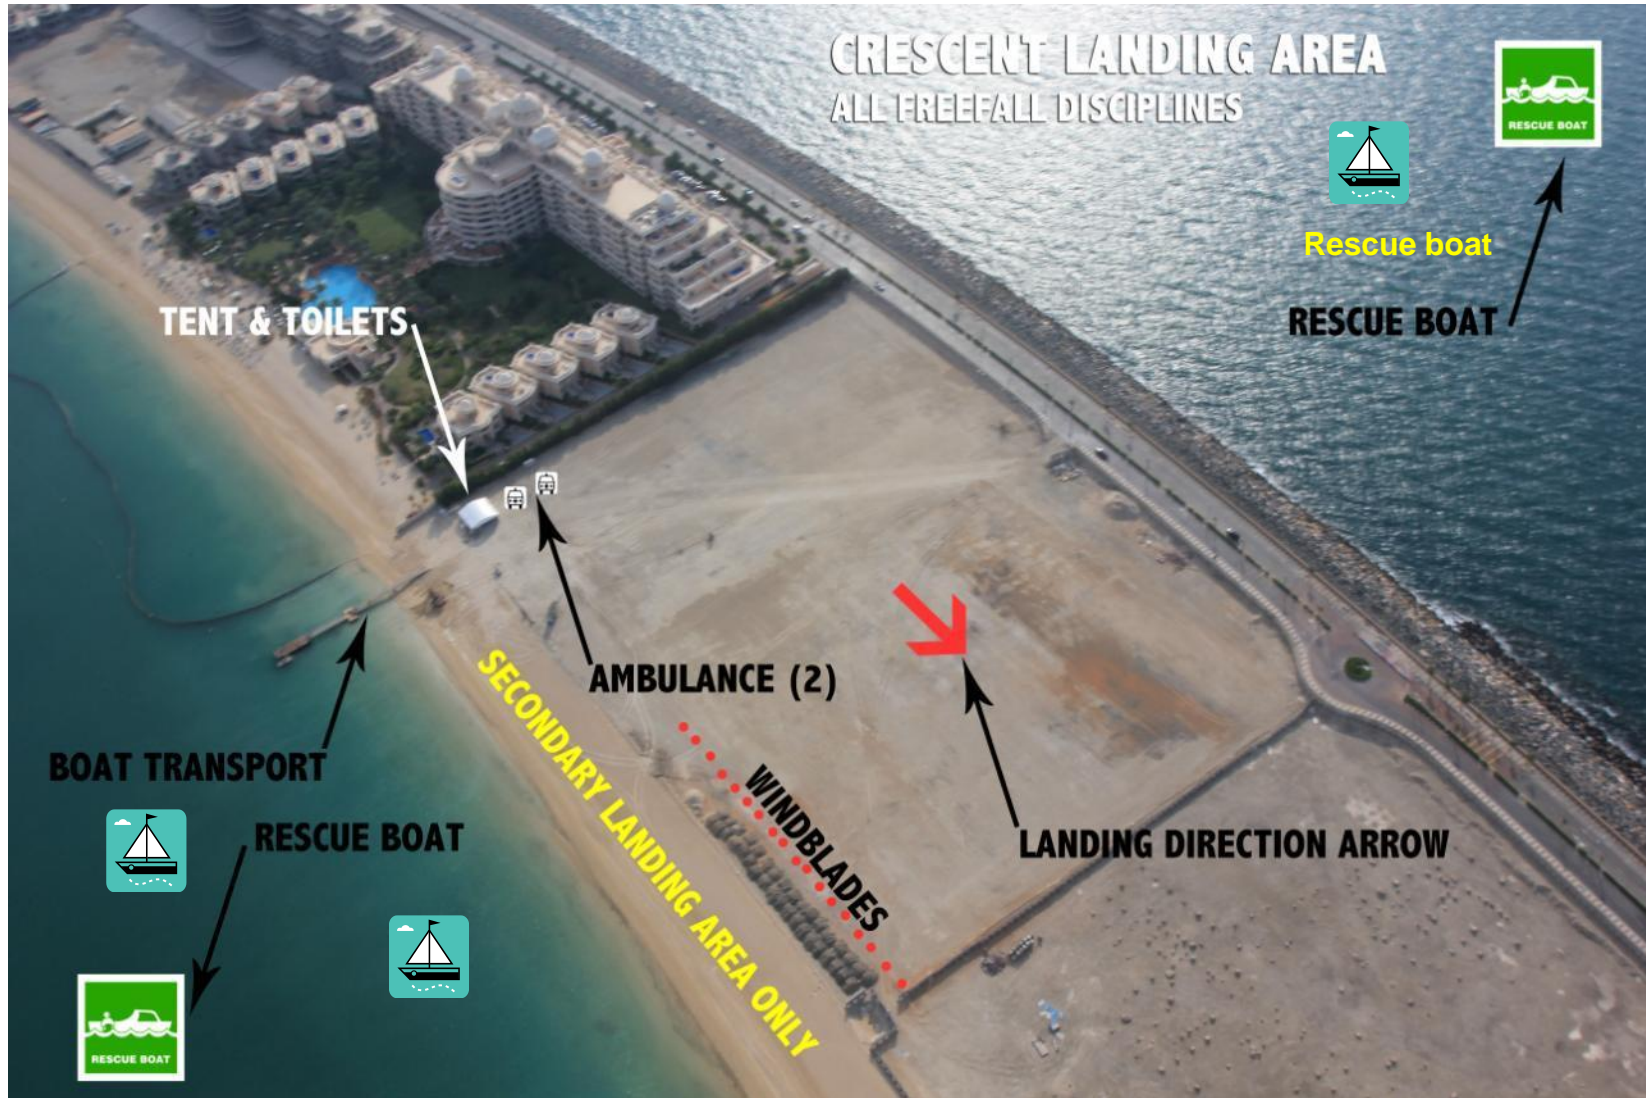 CRESCENT LANDING AREA
ALL FREEFALL DISCIPLINES
RESCUE BOAT
Rescue boat
RESCUE BOAT
TENT & TOILETS
AMBULANCE (2)
SECONDARY LANDING AREA ONLY
BOAT TRANSPORT
WINDBLADES
LANDING DIRECTION ARROW
RESCUE BOAT
RESCUE BOAT